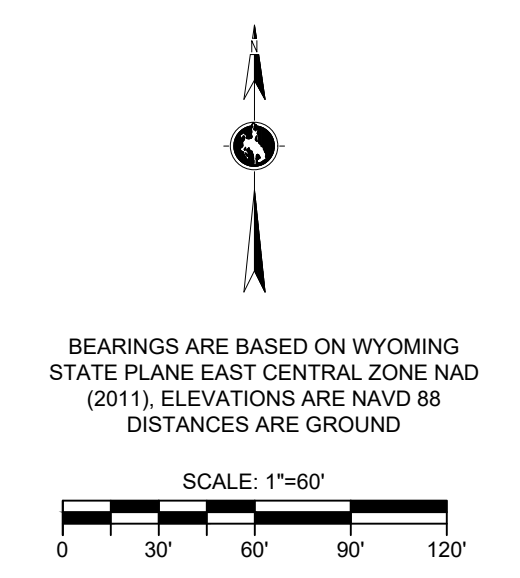 N
BEARINGS ARE BASED ON WYOMING
STATE PLANE EAST CENTRAL ZONE NAD
(2011), ELEVATIONS ARE NAVD 88
DISTANCES ARE GROUND
SCALE: 1"=60'
0 30' 60' 90' 120'